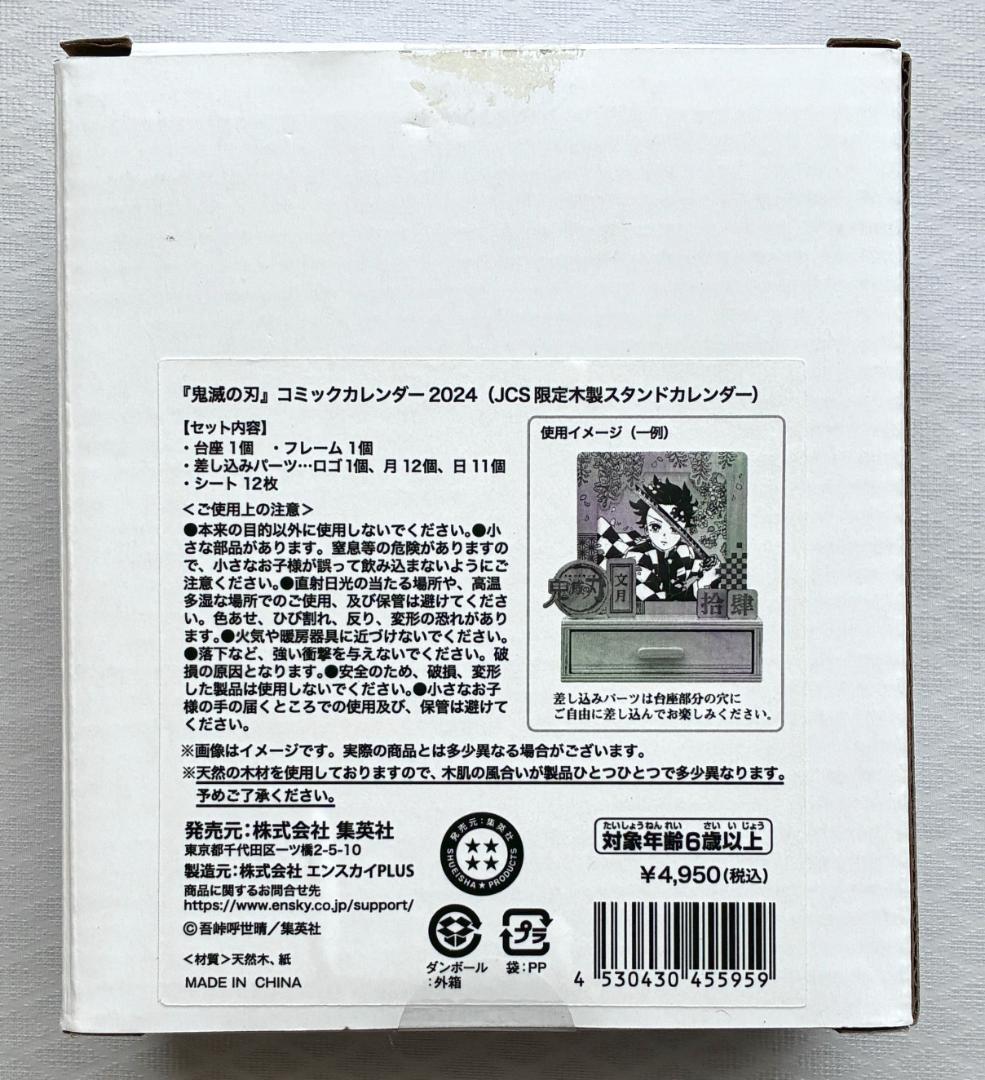 『鬼滅の刃』コミックカレンダー2024（JCS限定木製スタンドカレンダー）
【セット内容】
・台座 1個　・フレーム 1個
・差し込みパーツ…ロゴ1個、月12個、日11個
・シート 12枚
＜ご使用上の注意＞
●本来の目的以外に使用しないでください。●小
さな部品があります。窒息等の危険がありますの
で、小さなお子様が誤って飲み込まないようにご
注意ください。●直射日光の当たる場所や、高温
多湿な場所でのご使用、及び保管は避けてくださ
い。色あせ、ひび割れ、反り、変形の恐れがあり
ます。●火気や暖房器具に近づけないでください。
●落下など、強い衝撃を与えないでください。破
損の原因となります。●安全のため、破損、変形
した製品は使用しないでください。●小さなお子
様の手の届くところでの使用及び、保管は避けて
ください。
使用イメージ（一例）
鬼滅の刃
文月
拾肆
差し込みパーツは台座部分の穴に
ご自由に差し込んでお楽しみください。
※画像はイメージです。実際の商品とは多少異なる場合がございます。
※天然の木材を使用しておりますので、木肌の風合いが製品ひとつひとつで多少異なります。
予めご了承ください。
発売元：株式会社 集英社
東京都千代田区一ツ橋2-5-10
製造元：株式会社 エンスカイPLUS
商品に関するお問合せ先
https://www.ensky.co.jp/support/
©吾峠呼世晴／集英社
＜材質＞天然木、紙
MADE IN CHINA
発売元：集英社
SHUEISHA★PRODUCTS
ダンボール
：外箱
プラ
袋：PP
たいしょうねんれい　さい い じょう
対象年齢6歳以上
¥4,950(税込)
4 530430 455959